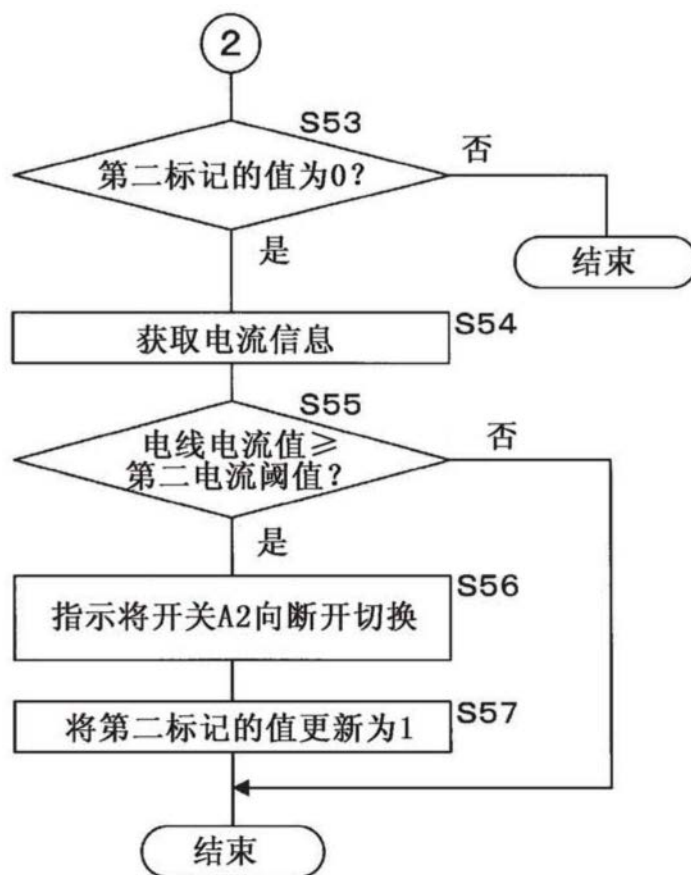 2
S53
第二标记的值为0？
否
是
结束
S54
获取电流信息
S55
电线电流值≥
第二电流阈值？
否
是
S56
指示将开关A2向断开切换
S57
将第二标记的值更新为1
结束